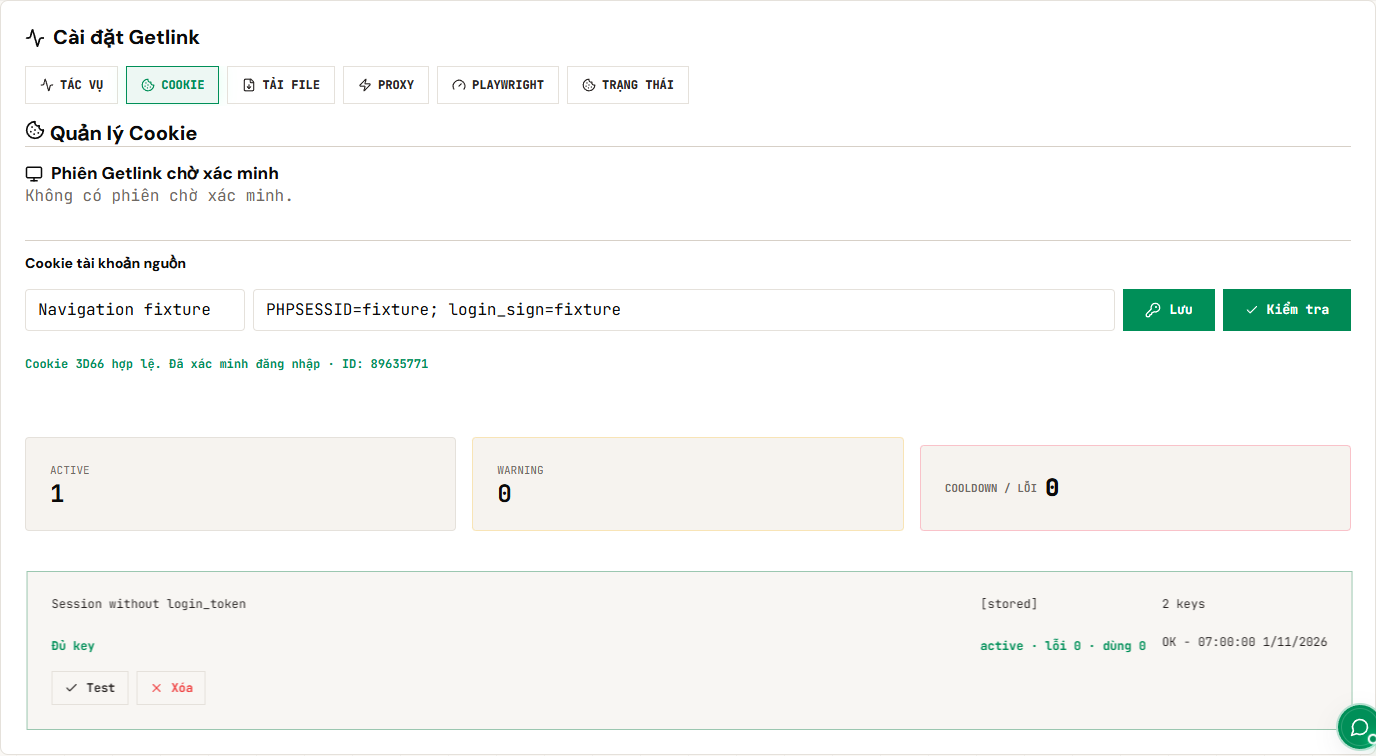 Cài đặt Getlink
TÁC VỤ COOKIE TẢI FILE PROXY PLAYWRIGHT TRẠNG THÁI
Quản lý Cookie
Phiên Getlink chờ xác minh
Không có phiên chờ xác minh.
Cookie tài khoản nguồn
Navigation fixture PHPSESSID=fixture; login_sign=fixture Lưu Kiểm tra
Cookie 3D66 hợp lệ. Đã xác minh đăng nhập · ID: 89635771
ACTIVE
1
WARNING
0
COOLDOWN / LỖI 0
Session without login_token [stored] 2 keys
Đủ key active · lỗi 0 · dùng 0 OK - 07:00:00 1/11/2026
Test Xóa